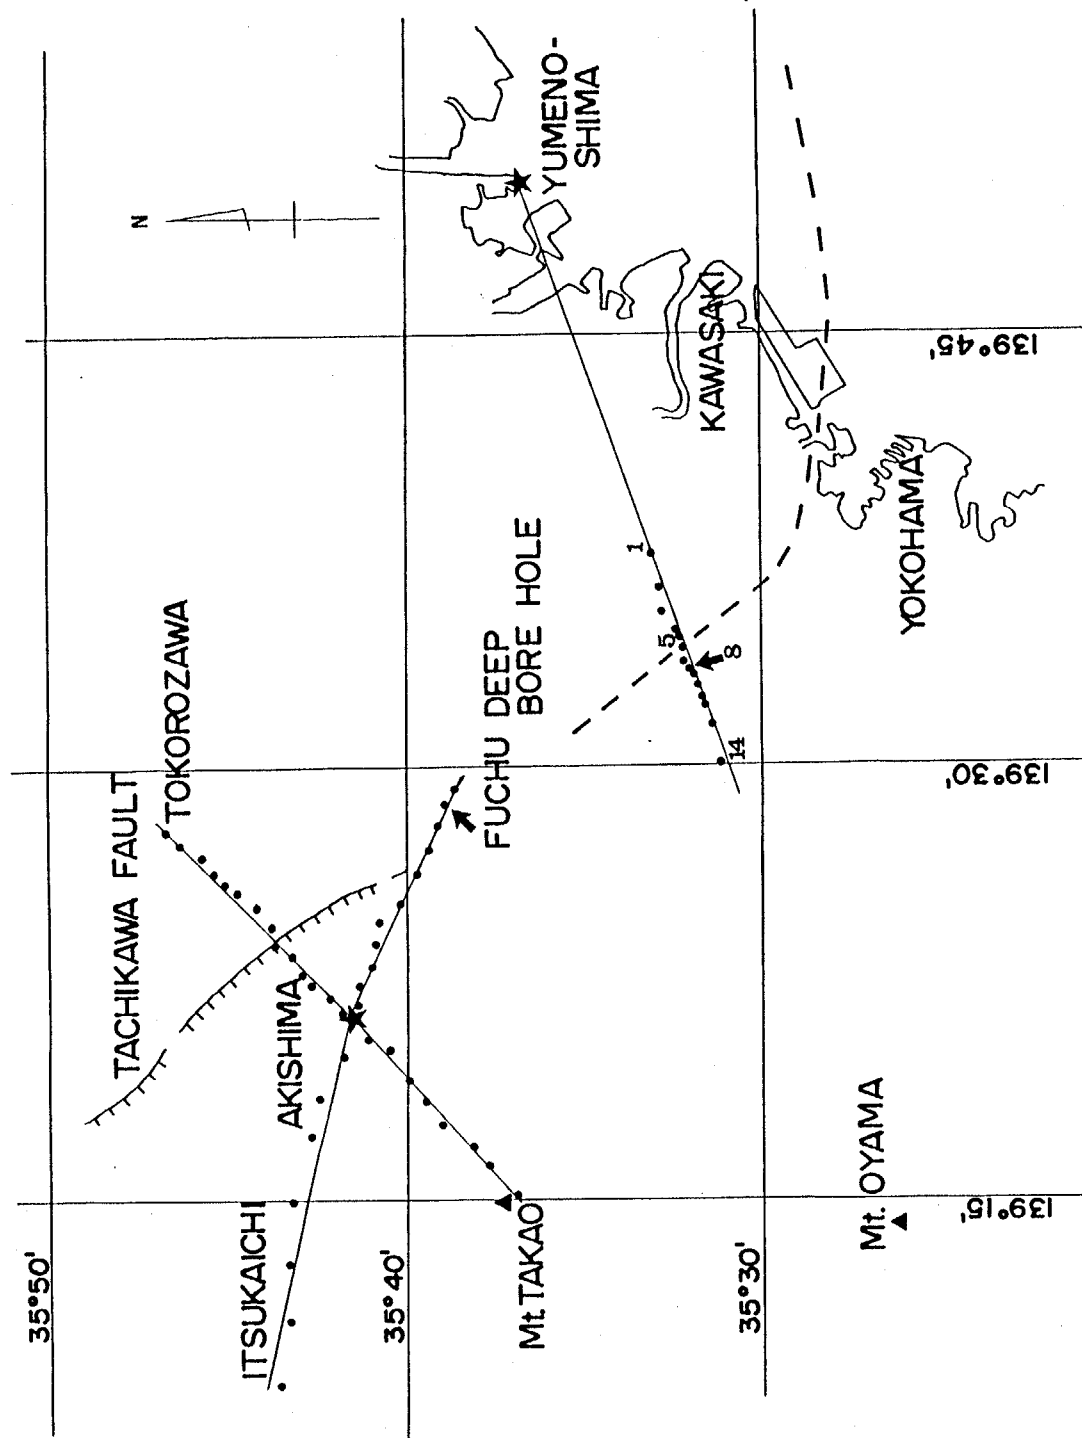 N
YUMENO-
SHIMA
KAWASAKI
139°45'
YOKOHAMA
1
5
8
14
TOKOROZAWA
FUCHU DEEP
BORE HOLE
139°30'
TACHIKAWA FAULT
AKISHIMA
Mt. OYAMA
139°15'
ITSUKAICHI
Mt.TAKAO
35°50'
35°40'
35°30'